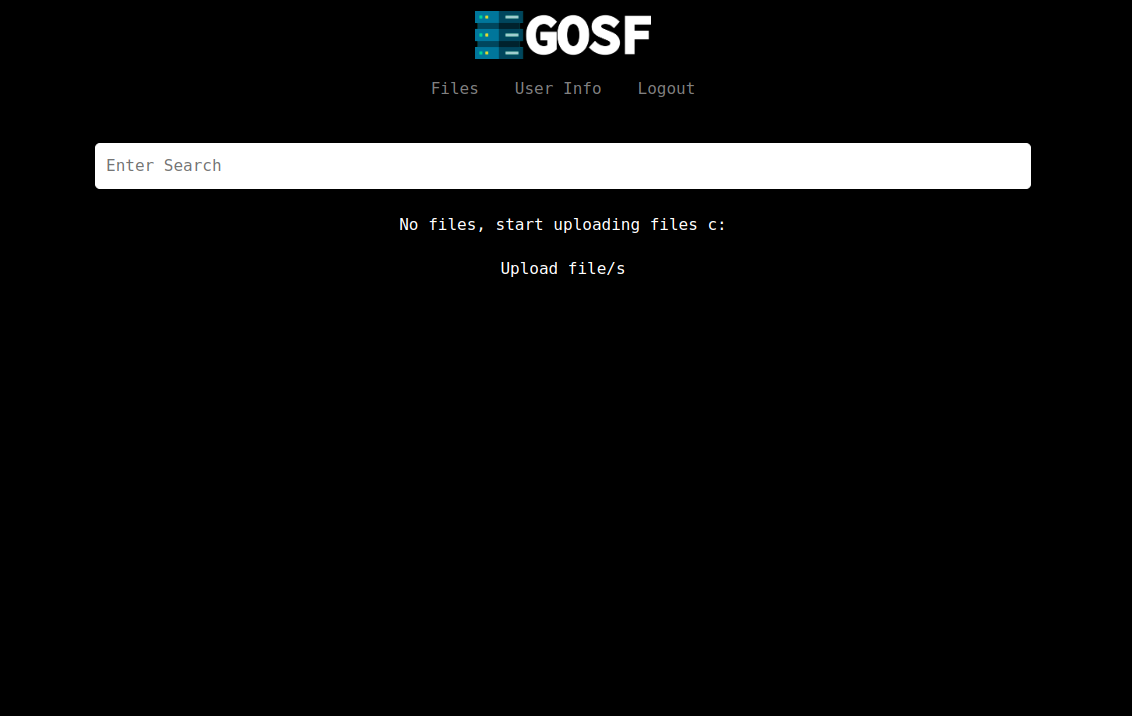 GOSF
Files User Info Logout
Enter Search
No files, start uploading files c:
Upload file/s